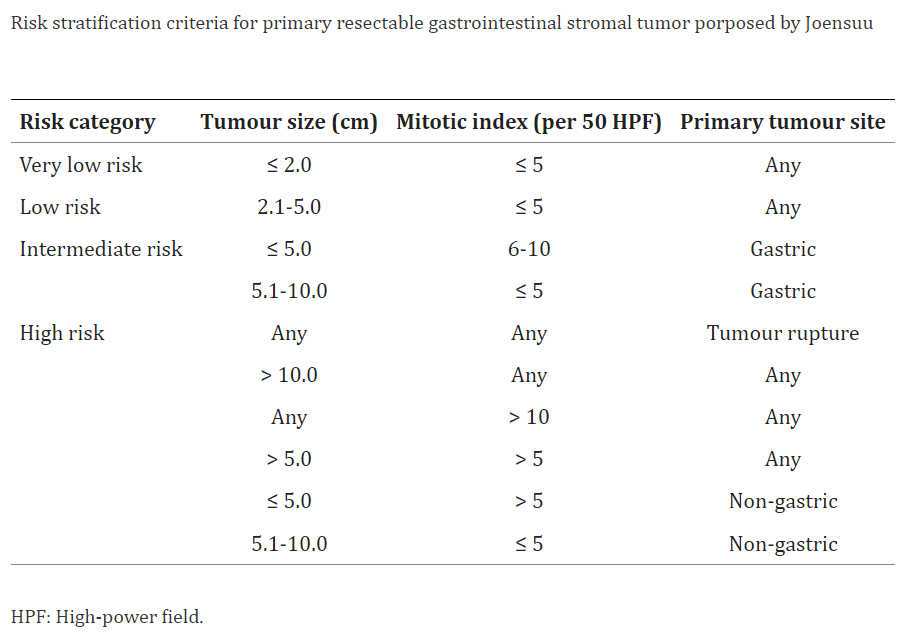 Risk stratification criteria for primary resectable gastrointestinal stromal tumor porposed by Joensuu
Risk category Tumour size (cm) Mitotic index (per 50 HPF) Primary tumour site
Very low risk ≤ 2.0 ≤ 5 Any
Low risk 2.1-5.0 ≤ 5 Any
Intermediate risk ≤ 5.0 6-10 Gastric
5.1-10.0 ≤ 5 Gastric
High risk Any Any Tumour rupture
> 10.0 Any Any
Any > 10 Any
> 5.0 > 5 Any
≤ 5.0 > 5 Non-gastric
5.1-10.0 ≤ 5 Non-gastric
HPF: High-power field.